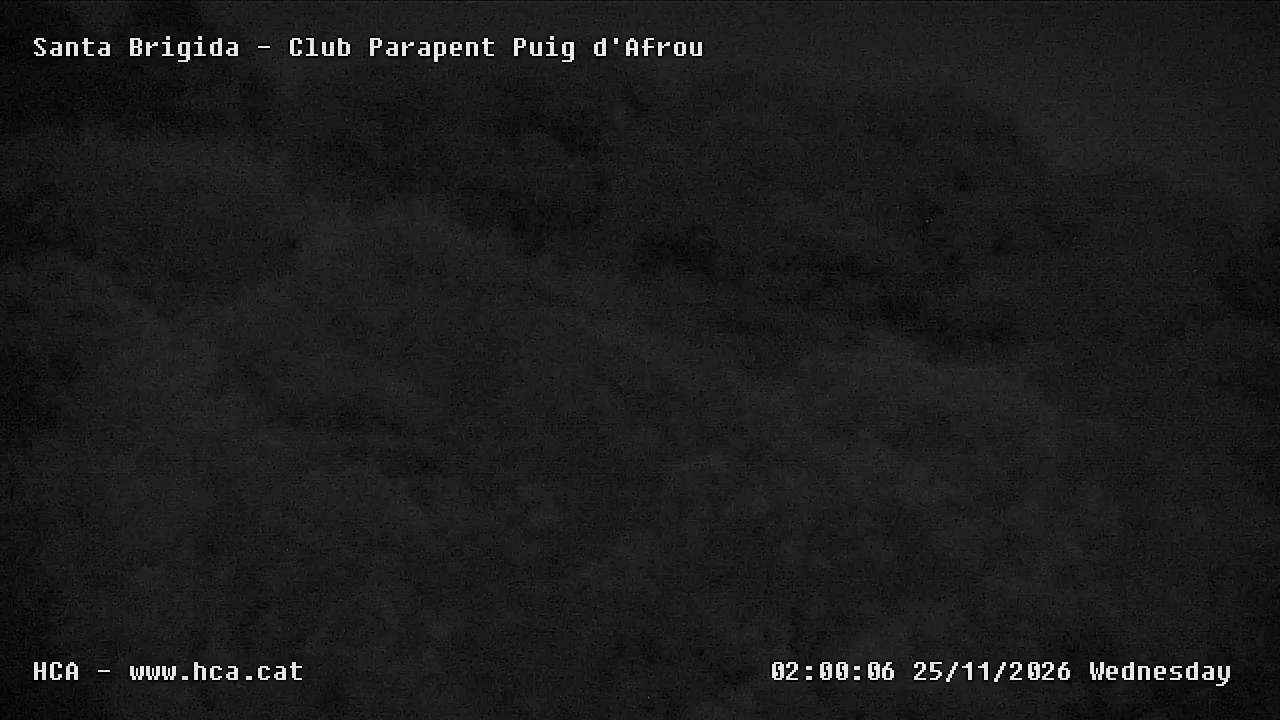 Santa Brigida - Club Parapent Puig d'Afrou
HCA - www.hca.cat
02:00:06 25/11/2026 Wednesday